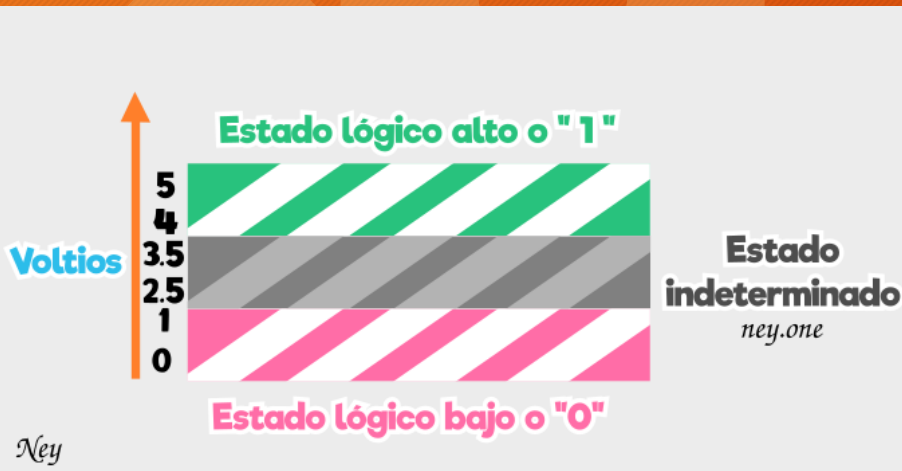 Estado lógico alto o " 1 "
5
4
Voltios
3.5
2.5
1
0
Estado
indeterminado
ney.one
Estado lógico bajo o "0"
Ney